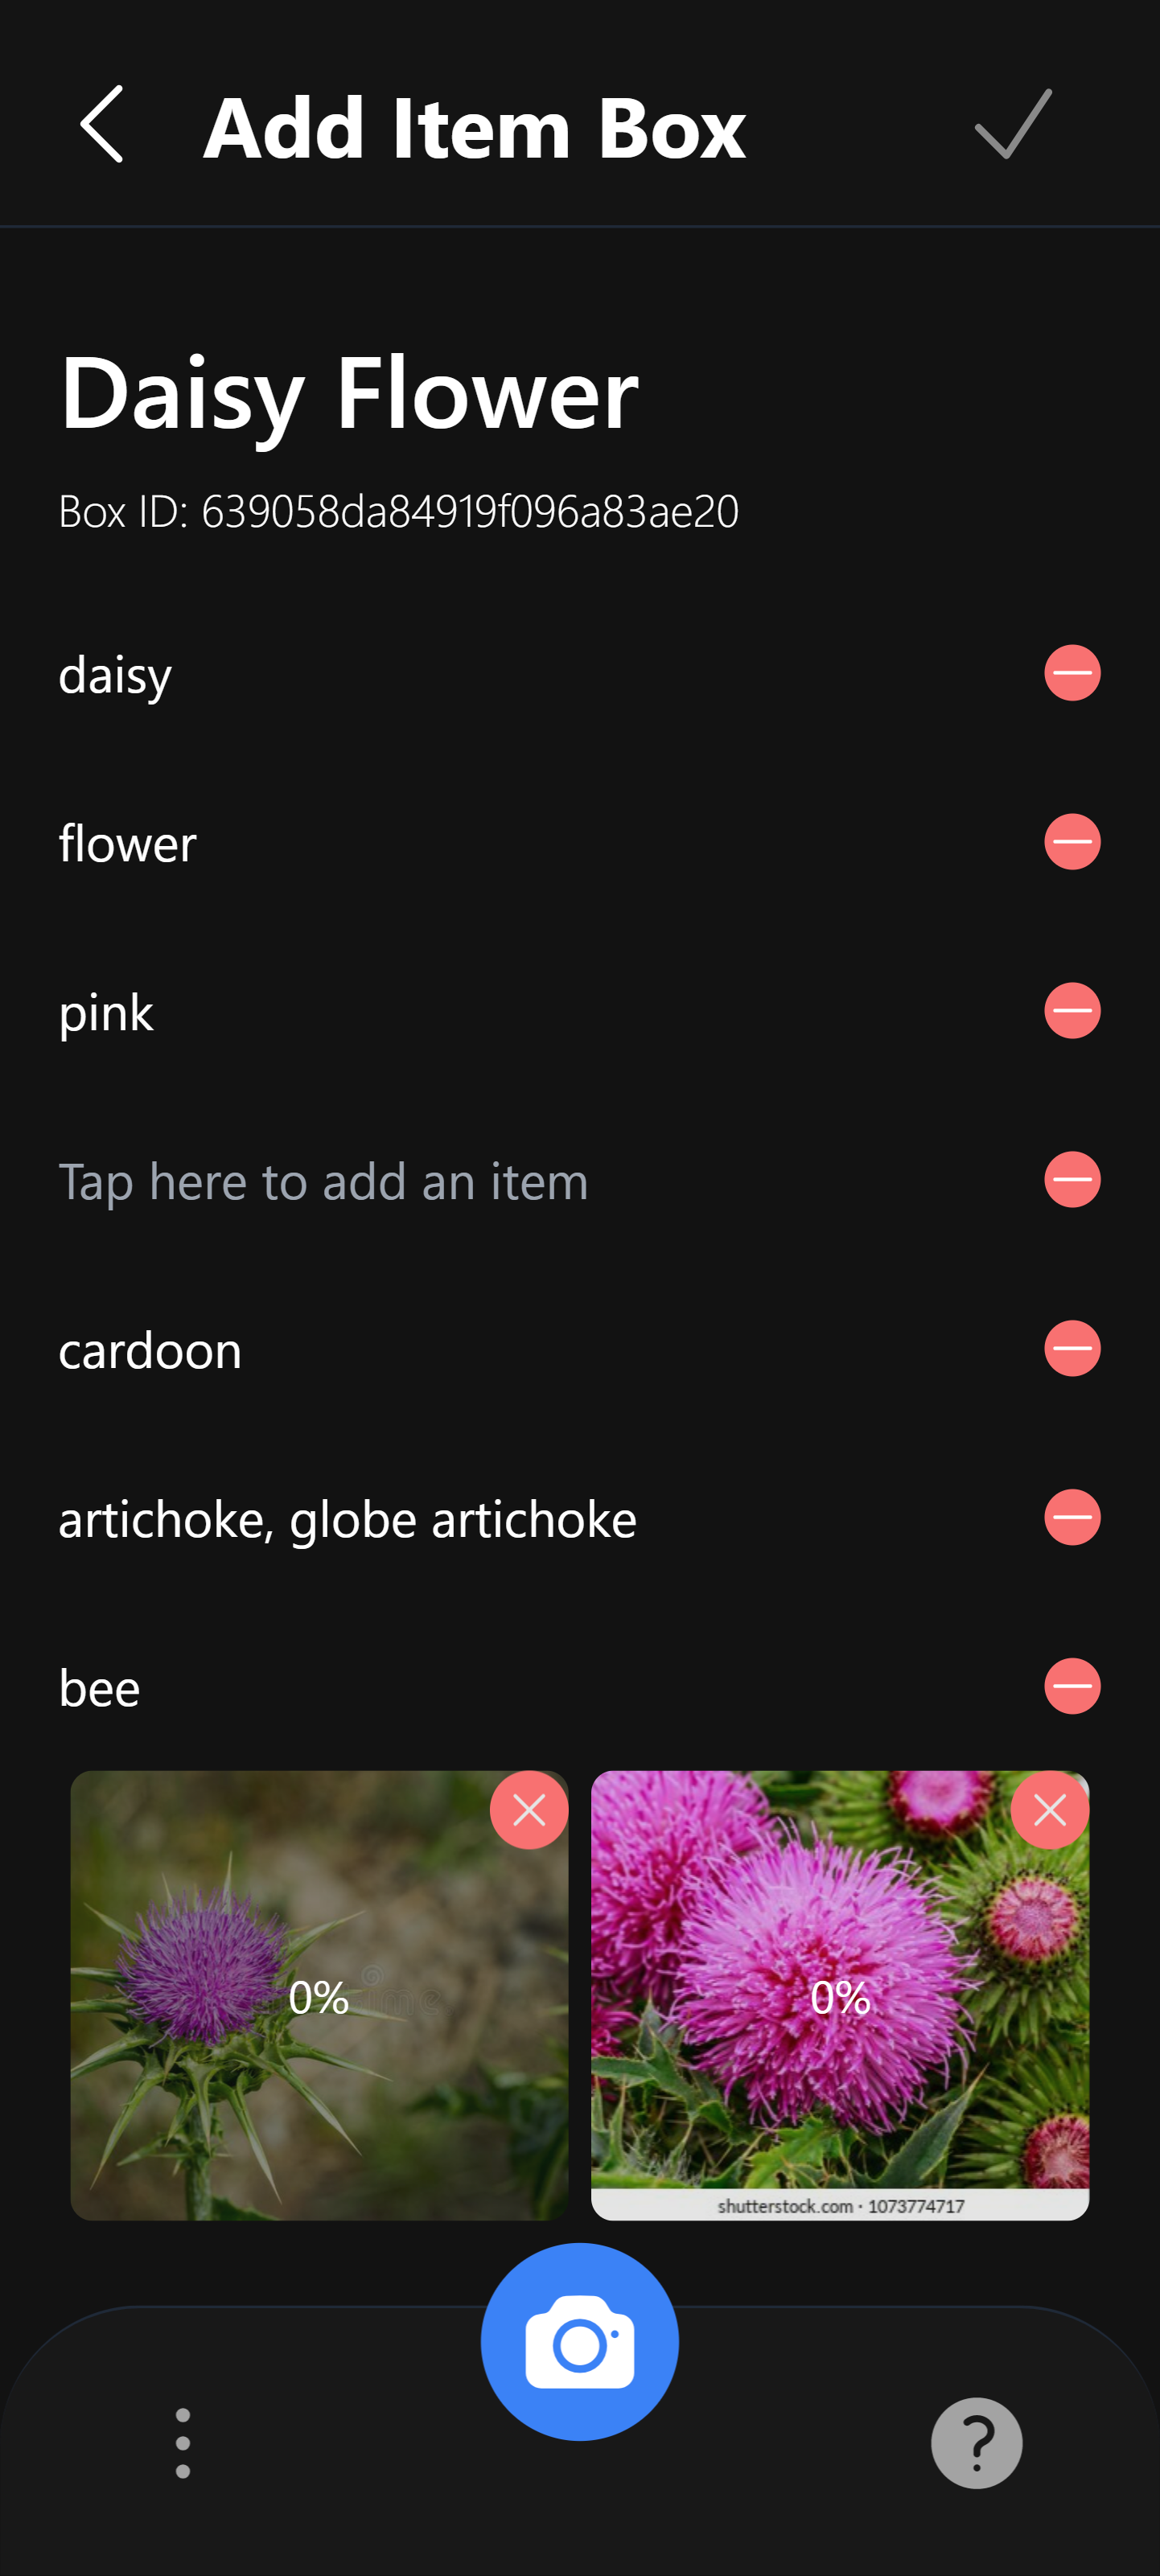 Add Item Box
Daisy Flower
Box ID: 639058da84919f096a83ae20
daisy
flower
pink
Tap here to add an item
cardoon
artichoke, globe artichoke
bee
0%
0%
shutterstock.com · 1073774717